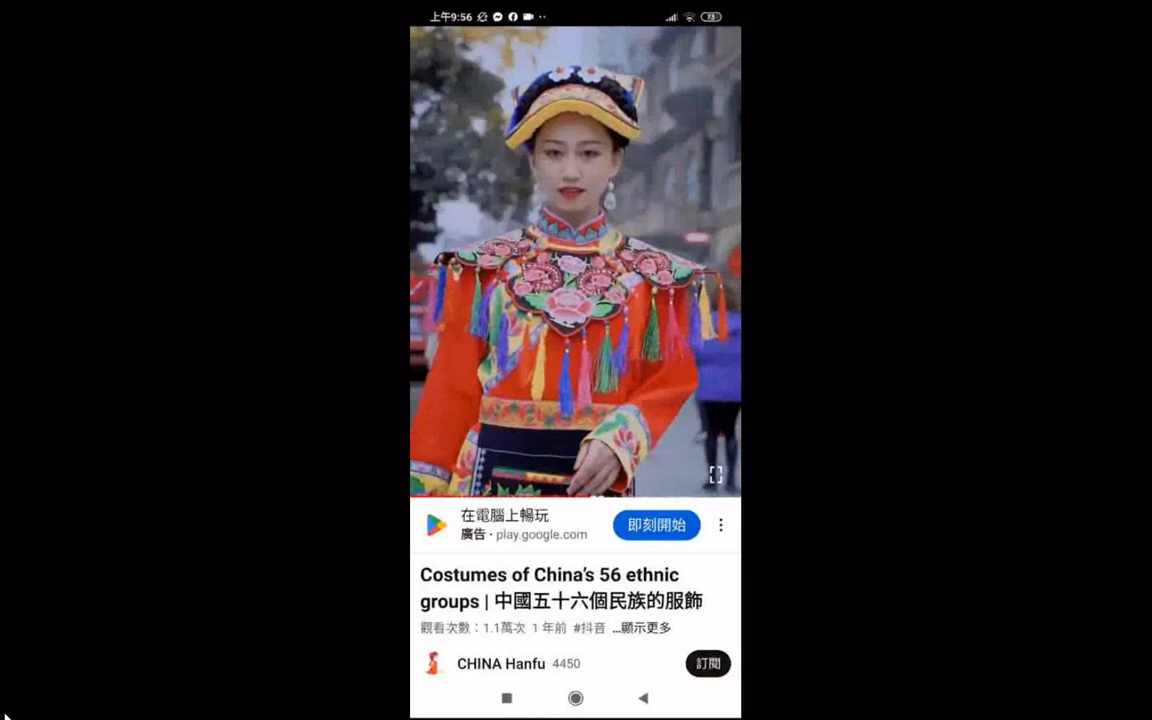 上午9:56
73
在電腦上暢玩
廣告 · play.google.com
即刻開始
Costumes of China's 56 ethnic
groups | 中國五十六個民族的服飾
觀看次數：1.1萬次 1 年前 #抖音 ...顯示更多
CHINA Hanfu 4450
訂閱